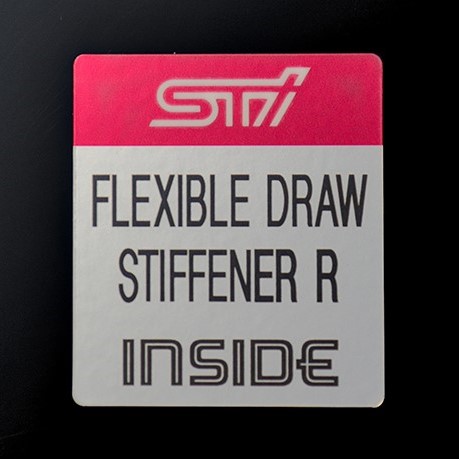 STI
FLEXIBLE DRAW
STIFFENER R
INSIDE